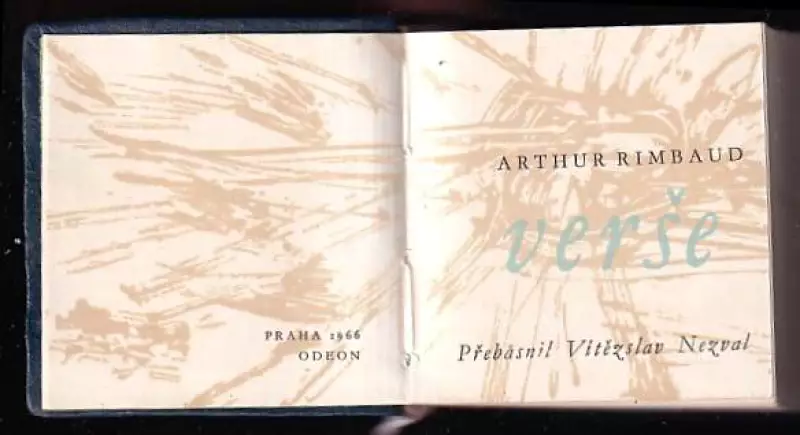 PRAHA 1966
ODEON
ARTHUR RIMBAUD
verše
Přebásnil Vítězslav Nezval